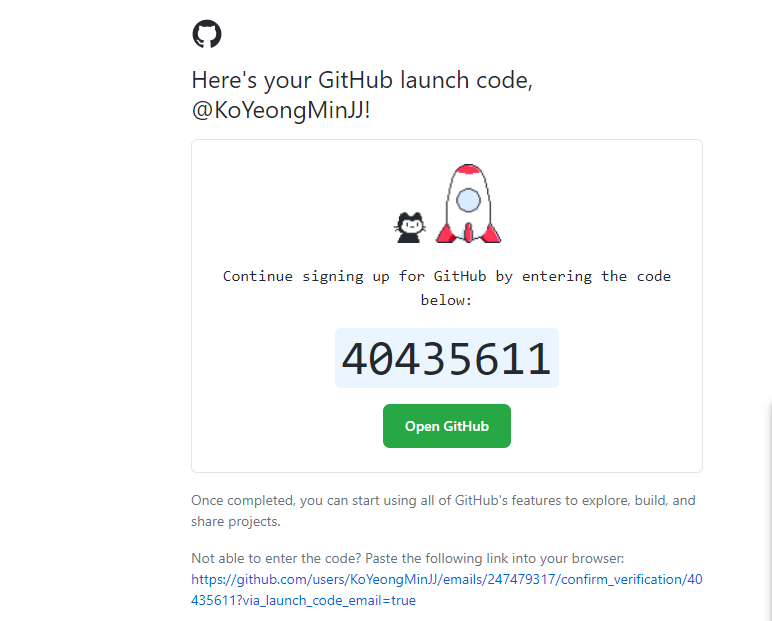 Here's your GitHub launch code,
@KoYeongMinJJ!
Continue signing up for GitHub by entering the code
below:
40435611
Open GitHub
Once completed, you can start using all of GitHub's features to explore, build, and
share projects.
Not able to enter the code? Paste the following link into your browser:
https://github.com/users/KoYeongMinJJ/emails/247479317/confirm_verification/40
435611?via_launch_code_email=true